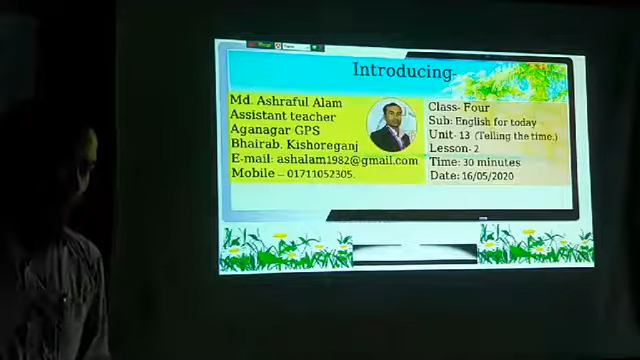 Introducing-
Md. Ashraful Alam
Assistant teacher
Aganagar GPS
Bhairab. Kishoreganj
E-mail: ashalam1982@gmail.com
Mobile – 01711052305.
Class- Four
Sub: English for today
Unit- 13 (Telling the time.)
Lesson- 2
Time: 30 minutes
Date: 16/05/2020